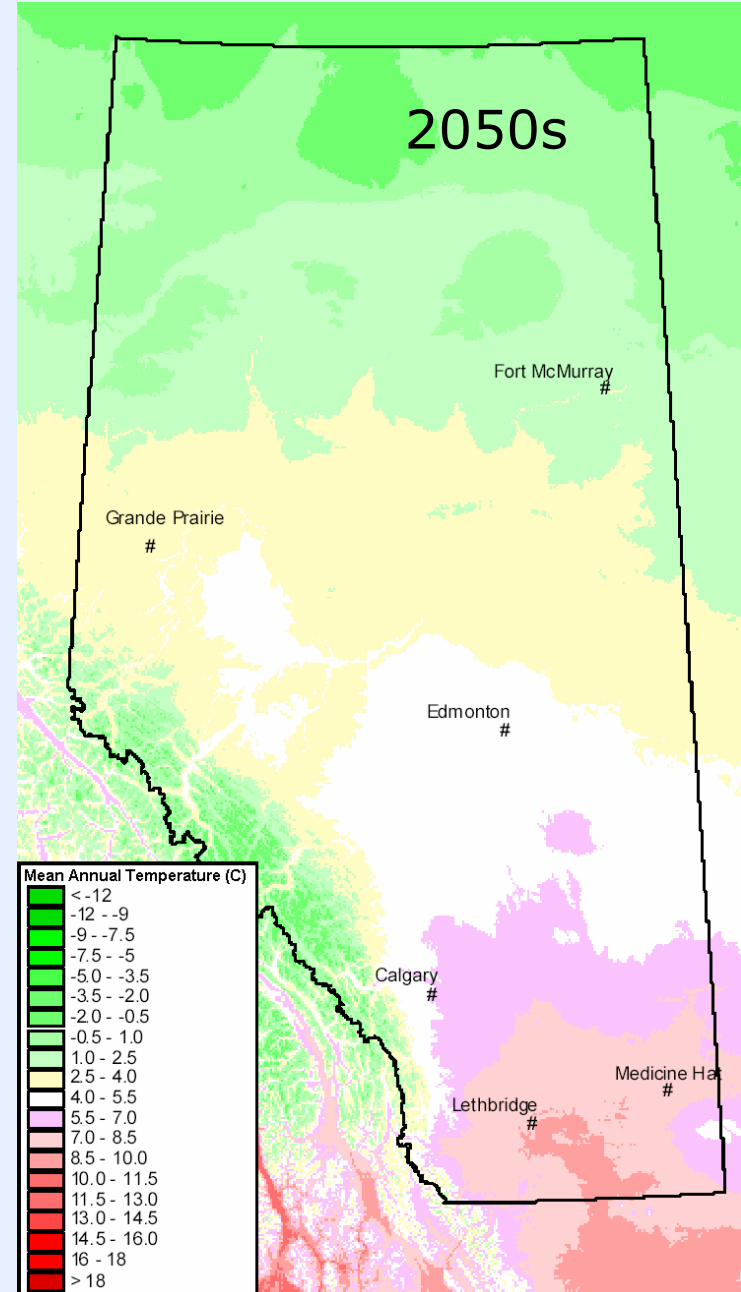 2050s
Fort McMurray
#
Grande Prairie
#
Edmonton
#
Calgary
#
Medicine Hat
#
Lethbridge
#
Mean Annual Temperature (C)
< -12
-12 - -9
-9 - -7.5
-7.5 - -5
-5.0 - -3.5
-3.5 - -2.0
-2.0 - -0.5
-0.5 - 1.0
1.0 - 2.5
2.5 - 4.0
4.0 - 5.5
5.5 - 7.0
7.0 - 8.5
8.5 - 10.0
10.0 - 11.5
11.5 - 13.0
13.0 - 14.5
14.5 - 16.0
16 - 18
> 18